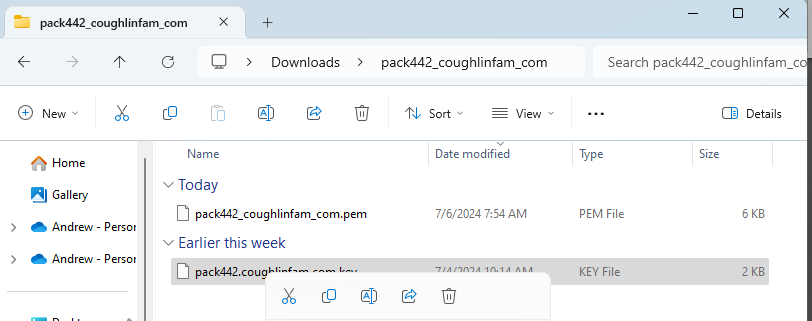 pack442_coughlinfam_com
Downloads
pack442_coughlinfam_com
Search pack442_coughlinfam_co
New
Sort
View
Details
Name
Date modified
Type
Size
Home
Gallery
Andrew - Persor
Andrew - Persor
Today
pack442_coughlinfam_com.pem
7/6/2024 7:54 AM
PEM File
6 KB
Earlier this week
pack442.coughlinfam.com.key
7/4/2024 10:14 AM
KEY File
2 KB